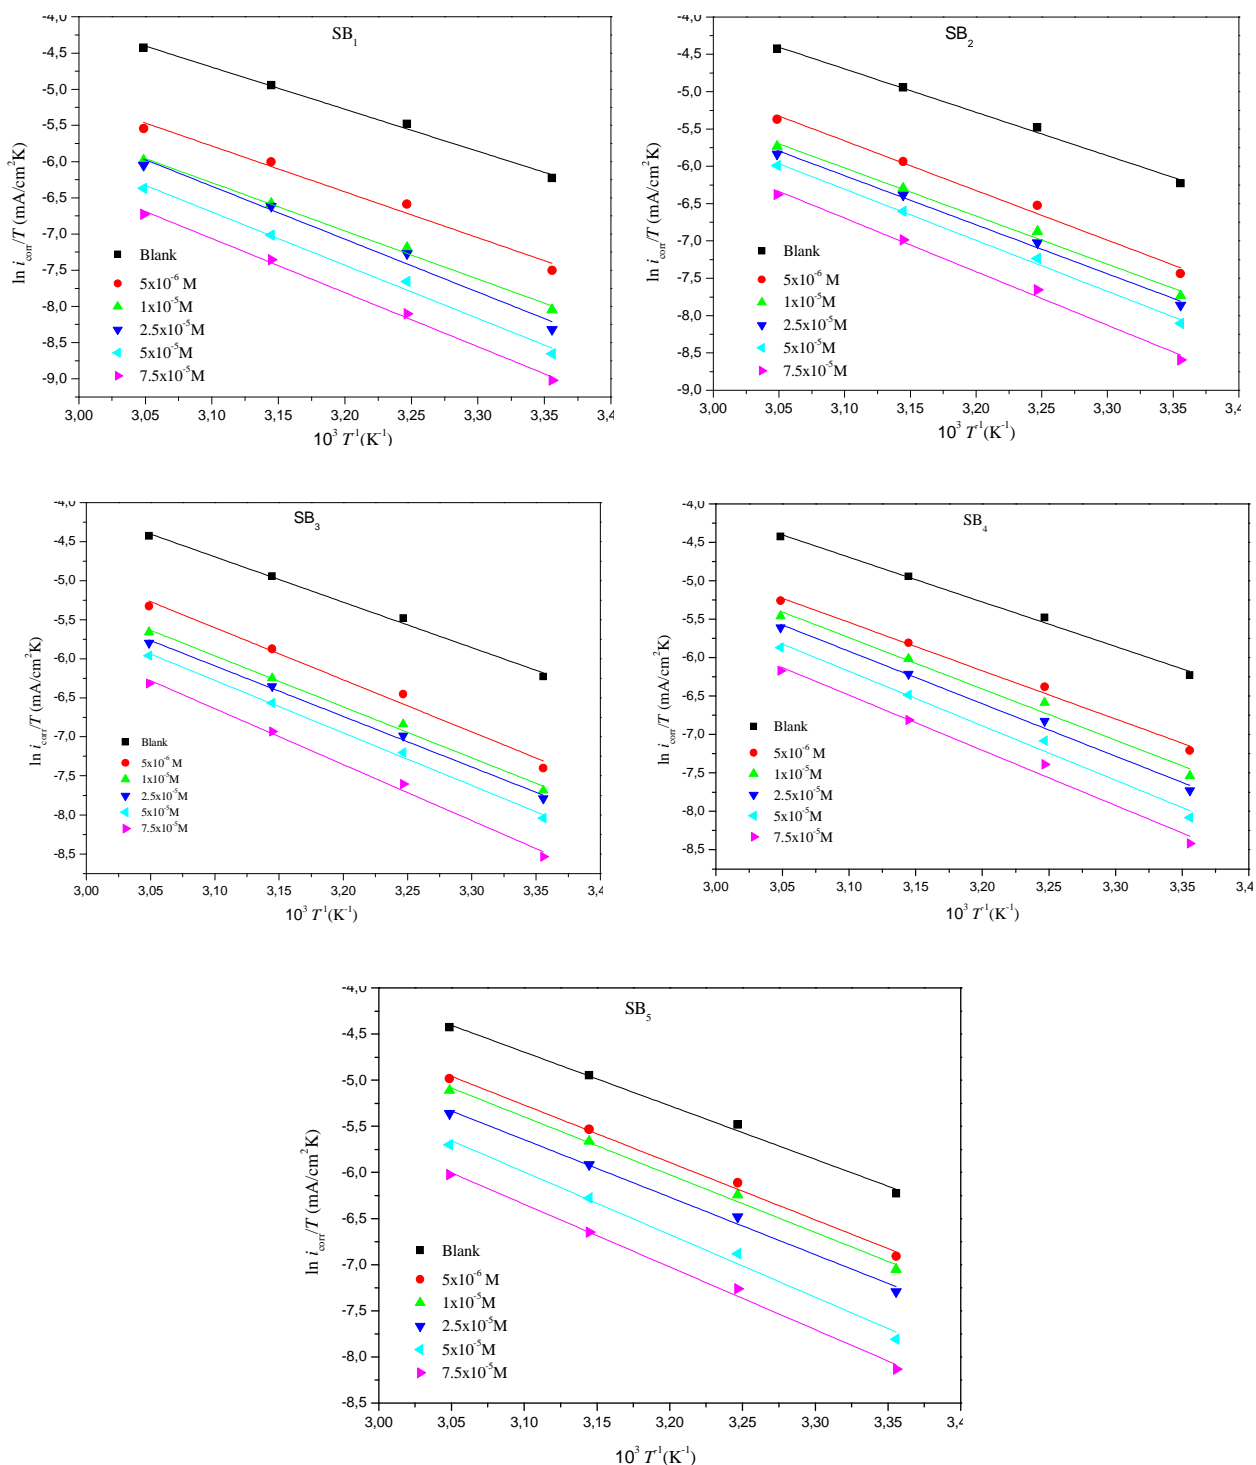 SB1
-4,0
-4,5
-5,0
-5,5
-6,0
-6,5
-7,0
-7,5
-8,0
-8,5
-9,0
ln icorr/T (mA/cm2K)
Blank
5x10-6 M
1x10-5M
2.5x10-5M
5x10-5M
7.5x10-5M
3,00 3,05 3,10 3,15 3,20 3,25 3,30 3,35 3,4
103 T-1(K-1)
SB2
-4,0
-4,5
-5,0
-5,5
-6,0
-6,5
-7,0
-7,5
-8,0
-8,5
-9,0
ln icorr/T (mA/cm2K)
Blank
5x10-6 M
1x10-5M
2.5x10-5M
5x10-5M
7.5x10-5M
3,00 3,05 3,10 3,15 3,20 3,25 3,30 3,35 3,4
103 T-1(K-1)
SB3
-4,0
-4,5
-5,0
-5,5
-6,0
-6,5
-7,0
-7,5
-8,0
-8,5
ln icorr/T (mA/cm2K)
Blank
5x10-6 M
1x10-5M
2.5x10-5M
5x10-5M
7.5x10-5M
3,00 3,05 3,10 3,15 3,20 3,25 3,30 3,35 3,4
103 T-1(K-1)
SB4
-4,0
-4,5
-5,0
-5,5
-6,0
-6,5
-7,0
-7,5
-8,0
-8,5
ln icorr/T (mA/cm2K)
Blank
5x10-6 M
1x10-5M
2.5x10-5M
5x10-5M
7.5x10-5M
3,00 3,05 3,10 3,15 3,20 3,25 3,30 3,35 3,4
103 T-1(K-1)
SB5
-4,0
-4,5
-5,0
-5,5
-6,0
-6,5
-7,0
-7,5
-8,0
-8,5
ln icorr/T (mA/cm2K)
Blank
5x10-6 M
1x10-5M
2.5x10-5M
5x10-5M
7.5x10-5M
3,00 3,05 3,10 3,15 3,20 3,25 3,30 3,35 3,4
103 T-1(K-1)